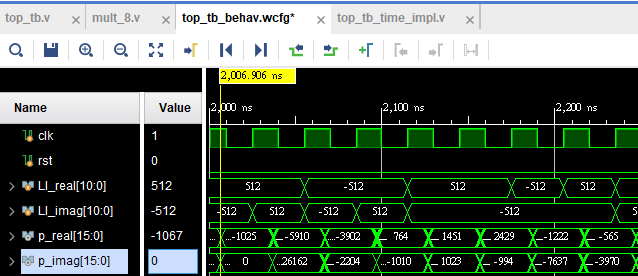 top_tb.v mult_8.v top_tb_behav.wcfg* top_tb_time_impl.v
2,006.906 ns
Name Value
2,000 ns 2,100 ns 2,200 ns
clk 1
rst 0
LI_real[10:0] 512 512 -512 512 -512 512
LI_imag[10:0] -512 -512 512 -512 512 -512
p_real[15:0] -1067 -1025 -5910 -3902 764 1451 2429 -1222 -565
p_imag[15:0] 0 0 26162 -2204 -1010 1023 -994 -7637 -3970